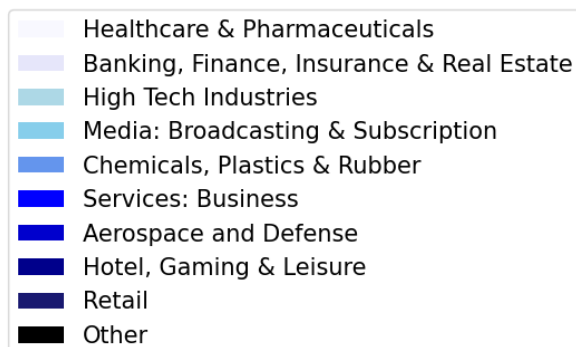 Healthcare & Pharmaceuticals
Banking, Finance, Insurance & Real Estate
High Tech Industries
Media: Broadcasting & Subscription
Chemicals, Plastics & Rubber
Services: Business
Aerospace and Defense
Hotel, Gaming & Leisure
Retail
Other